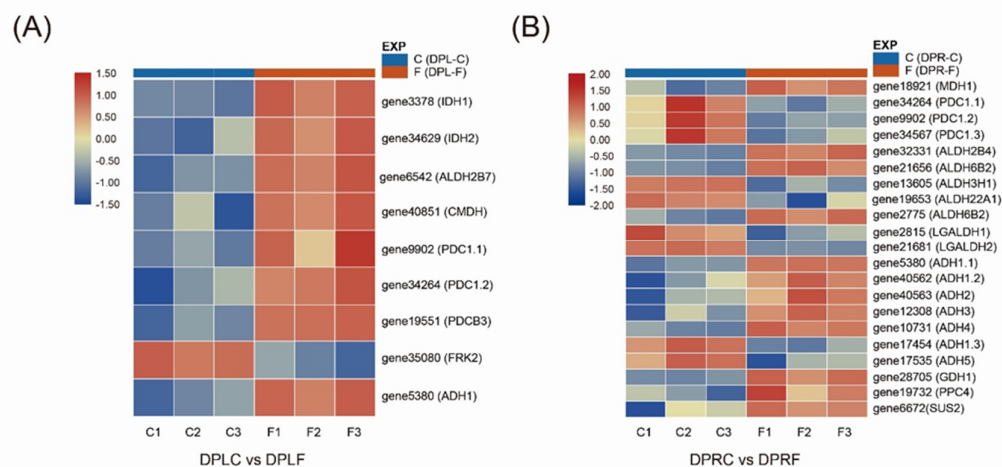 (A)
EXP
C (DPL-C)
F (DPL-F)
1.50
1.00
0.50
0.00
-0.50
-1.00
-1.50
gene3378 (IDH1)
gene34629 (IDH2)
gene6542 (ALDH2B7)
gene40851 (CMDH)
gene9902 (PDC1.1)
gene34264 (PDC1.2)
gene19551 (PDCB3)
gene35080 (FRK2)
gene5380 (ADH1)
C1 C2 C3 F1 F2 F3
DPLC vs DPLF
(B)
EXP
C (DPR-C)
F (DPR-F)
2.00
1.50
1.00
0.50
0.00
-0.50
-1.00
-1.50
-2.00
gene18921 (MDH1)
gene34264 (PDC1.1)
gene9902 (PDC1.2)
gene34567 (PDC1.3)
gene32331 (ALDH2B4)
gene21656 (ALDH6B2)
gene13605 (ALDH3H1)
gene19653 (ALDH22A1)
gene2775 (ALDH6B2)
gene2815 (LGALDH1)
gene21681 (LGALDH2)
gene5380 (ADH1.1)
gene40562 (ADH1.2)
gene40563 (ADH2)
gene12308 (ADH3)
gene10731 (ADH4)
gene17454 (ADH1.3)
gene17535 (ADH5)
gene28705 (GDH1)
gene19732 (PPC4)
gene6672(SUS2)
C1 C2 C3 F1 F2 F3
DPRC vs DPRF